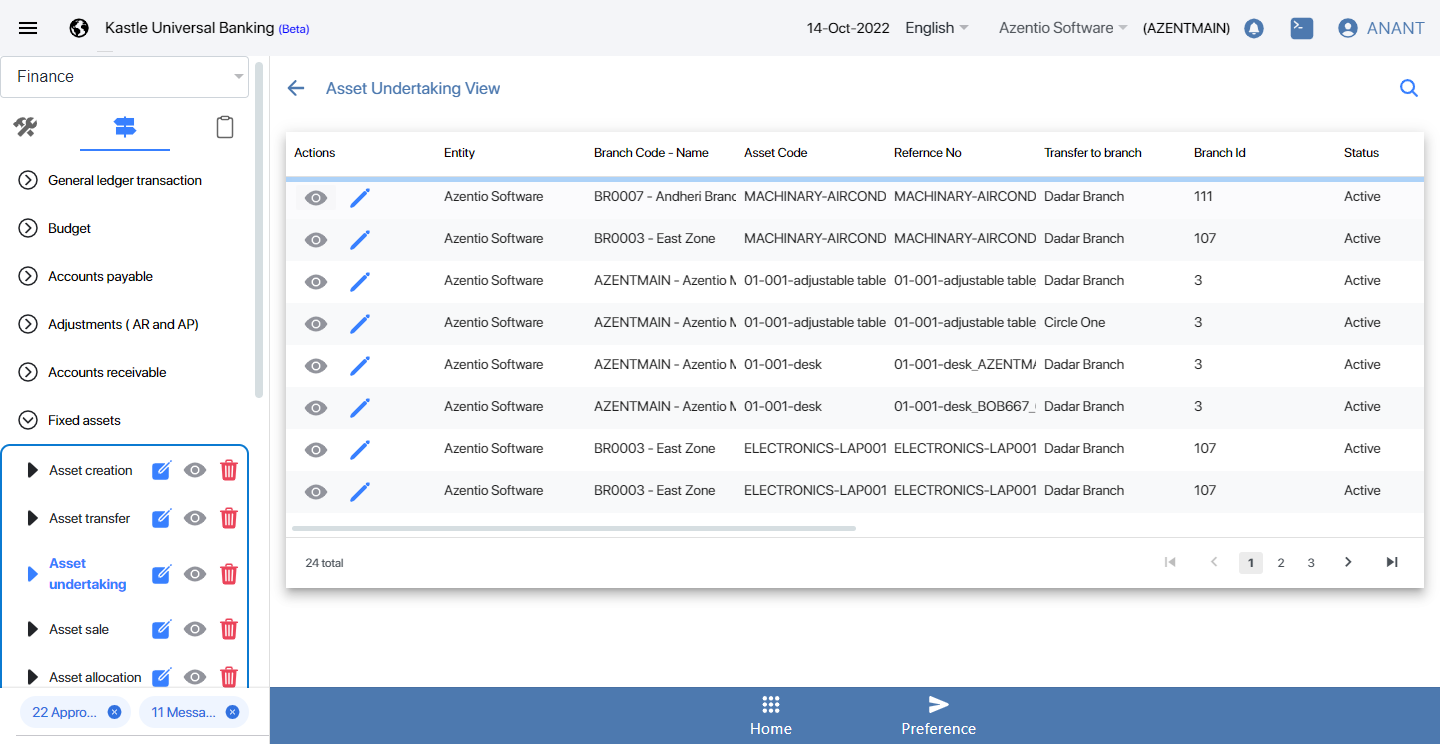 Kastle Universal Banking (Beta) 14-Oct-2022 English Azentio Software (AZENTMAIN) ANANT
Finance
General ledger transaction
Budget
Accounts payable
Adjustments ( AR and AP)
Accounts receivable
Fixed assets
Asset creation
Asset transfer
Asset
undertaking
Asset sale
Asset allocation
22 Appro... 11 Messa...
Asset Undertaking View
Actions Entity Branch Code - Name Asset Code Refernce No Transfer to branch Branch Id Status
Azentio Software BR0007 - Andheri Branc MACHINARY-AIRCOND MACHINARY-AIRCOND Dadar Branch 111 Active
Azentio Software BR0003 - East Zone MACHINARY-AIRCOND MACHINARY-AIRCOND Dadar Branch 107 Active
Azentio Software AZENTMAIN - Azentio M 01-001-adjustable table 01-001-adjustable table Dadar Branch 3 Active
Azentio Software AZENTMAIN - Azentio M 01-001-adjustable table 01-001-adjustable table Circle One 3 Active
Azentio Software AZENTMAIN - Azentio M 01-001-desk 01-001-desk_AZENTMA Dadar Branch 3 Active
Azentio Software AZENTMAIN - Azentio M 01-001-desk 01-001-desk_BOB667_ Dadar Branch 3 Active
Azentio Software BR0003 - East Zone ELECTRONICS-LAP001 ELECTRONICS-LAP001 Dadar Branch 107 Active
Azentio Software BR0003 - East Zone ELECTRONICS-LAP001 ELECTRONICS-LAP001 Dadar Branch 107 Active
24 total 1 2 3
Home Preference